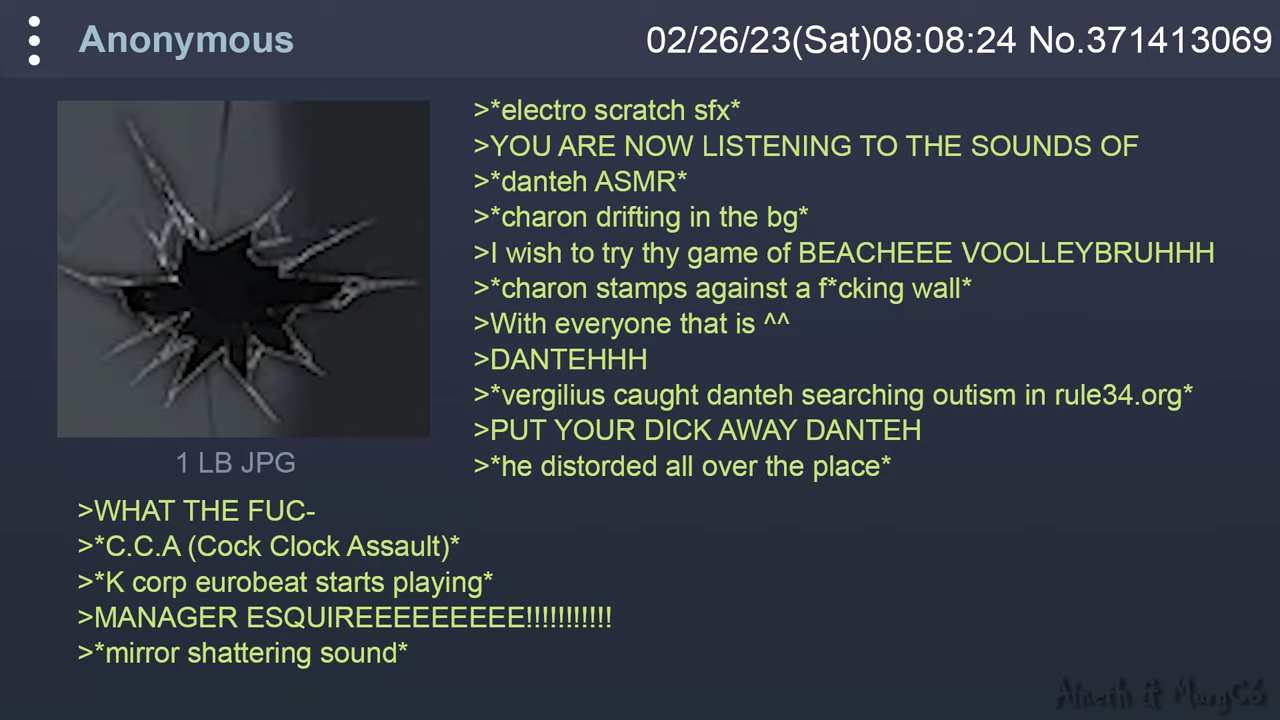 Anonymous
02/26/23(Sat)08:08:24 No.371413069
>*electro scratch sfx*
>YOU ARE NOW LISTENING TO THE SOUNDS OF
>*danteh ASMR*
>*charon drifting in the bg*
>I wish to try thy game of BEACHEEE VOOLLEYBRUHHH
>*charon stamps against a f*cking wall*
>With everyone that is ^^
>DANTEHHH
>*vergilius caught danteh searching outism in rule34.org*
>PUT YOUR DICK AWAY DANTEH
>*he distorded all over the place*
1 LB JPG
>WHAT THE FUC-
>*C.C.A (Cock Clock Assault)*
>*K corp eurobeat starts playing*
>MANAGER ESQUIREEEEEEEEE!!!!!!!!!!!
>*mirror shattering sound*